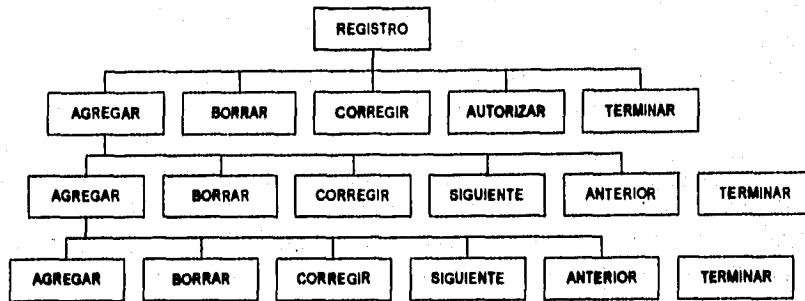 REGISTRO
AGREGAR BORRAR CORREGIR AUTORIZAR TERMINAR
AGREGAR BORRAR CORREGIR SIGUIENTE ANTERIOR TERMINAR
AGREGAR BORRAR CORREGIR SIGUIENTE ANTERIOR TERMINAR